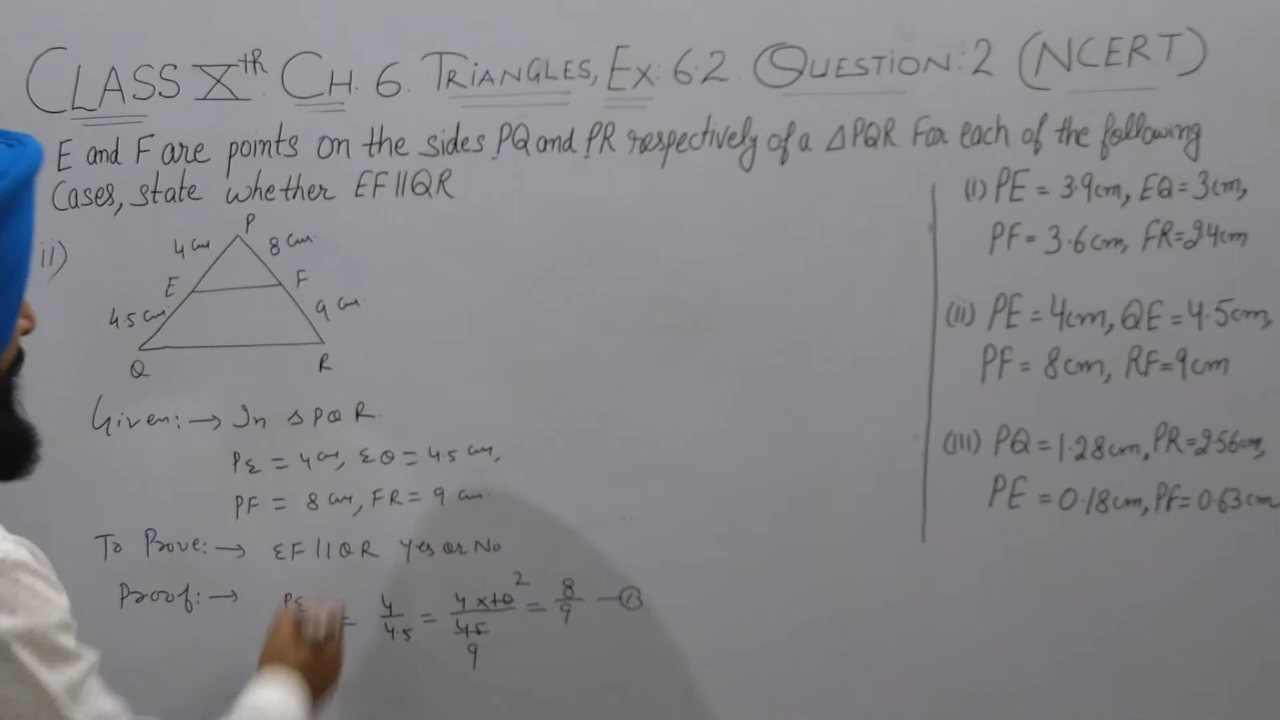 CLASS Xth CH. 6. TRIANGLES, EX: 6.2 QUESTION: 2 (NCERT)
E and F are points on the sides PQ and PR respectively of a △PQR. For each of the following
Cases, state whether EF||QR
ii)
P
4 cm
8 cm
E
F
4.5 cm
9 cm
Q
R
Given: → In △PQR
PE = 4 cm, EQ = 4.5 cm,
PF = 8 cm, FR = 9 cm.
To Prove: → EF||QR Yes or No
Proof: → PE = 4/4.5 = 4×10/45 = 8/9 —①
2
9
(i) PE = 3.9cm, EQ = 3cm,
PF = 3.6cm, FR = 2.4cm
(ii) PE = 4cm, QE = 4.5cm,
PF = 8cm, RF = 9cm
(iii) PQ = 1.28cm, PR = 2.56cm,
PE = 0.18cm, PF = 0.63cm